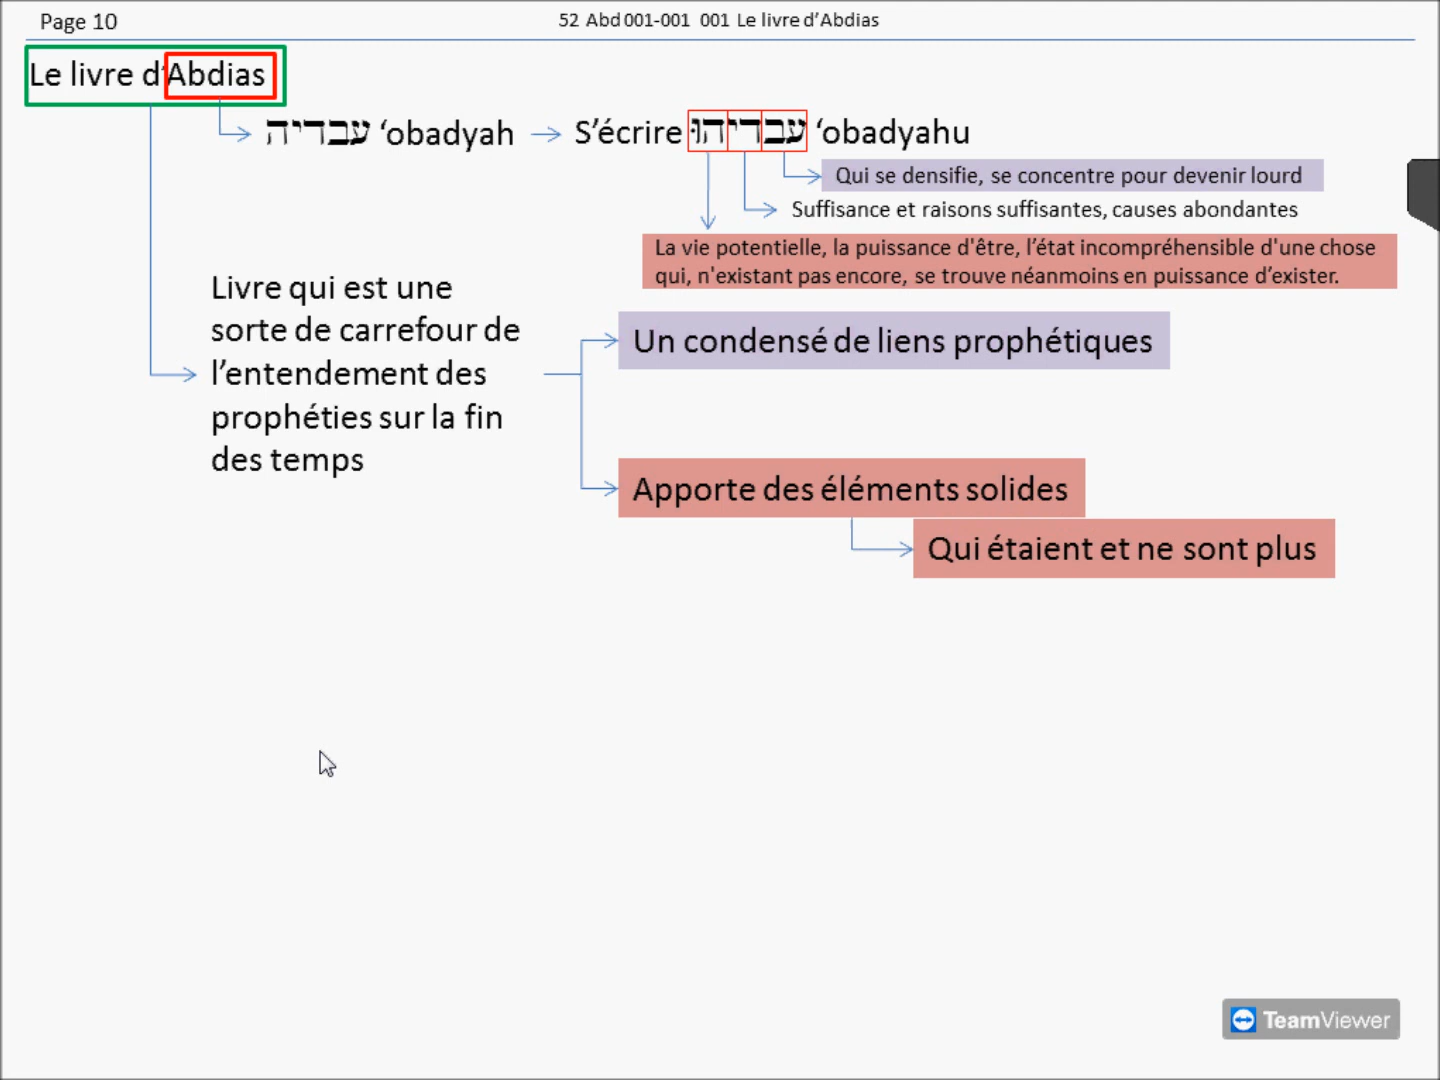 Page 10
52 Abd 001-001 001 Le livre d’Abdias
Le livre d’Abdias
עבדיה ‘obadyah
S’écrire עבדיהוּ ‘obadyahu
Qui se densifie, se concentre pour devenir lourd
Suffisance et raisons suffisantes, causes abondantes
La vie potentielle, la puissance d'être, l’état incompréhensible d'une chose
qui, n'existant pas encore, se trouve néanmoins en puissance d’exister.
Livre qui est une
sorte de carrefour de
l’entendement des
prophéties sur la fin
des temps
Un condensé de liens prophétiques
Apporte des éléments solides
Qui étaient et ne sont plus
TeamViewer